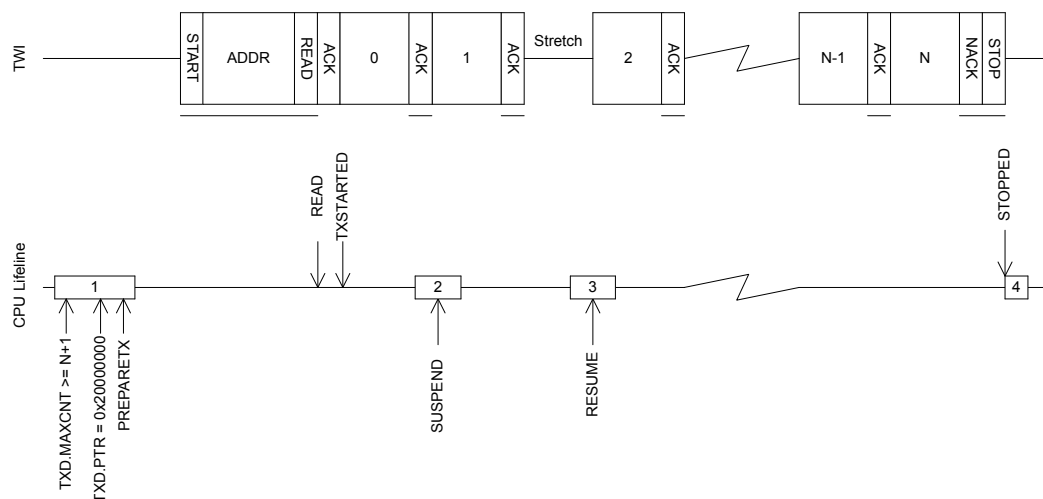 TWI
START
ADDR
READ
ACK
0
ACK
1
ACK
Stretch
2
ACK
N-1
ACK
N
NACK
STOP
CPU Lifeline
READ
TXSTARTED
STOPPED
1
2
3
4
TXD.MAXCNT >= N+1
TXD.PTR = 0x20000000
PREPARETX
SUSPEND
RESUME